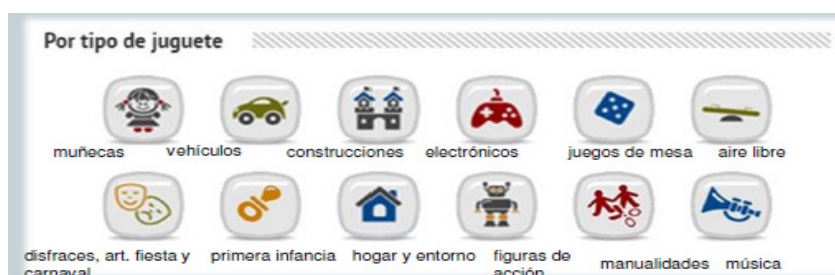 Por tipo de juguete
muñecas vehículos construcciones electrónicos juegos de mesa aire libre
disfraces, art. fiesta y primera infancia hogar y entorno figuras de manualidades música
carnaval acción